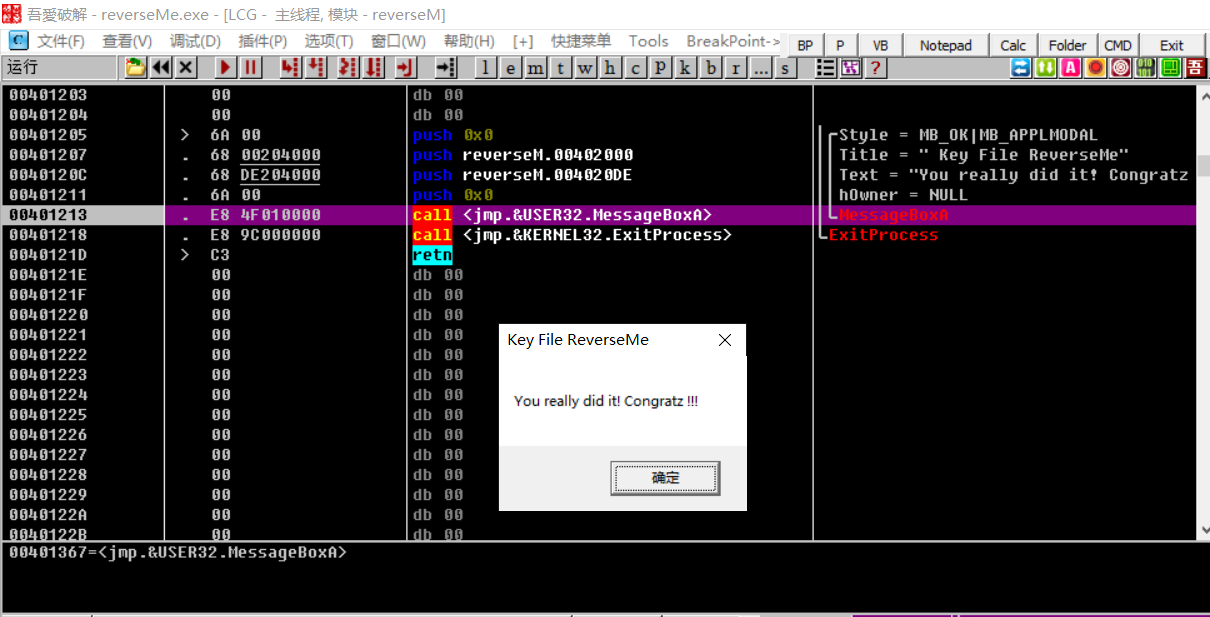 吾愛破解 - reverseMe.exe - [LCG - 主线程, 模块 - reverseM]
C 文件(F) 查看(V) 调试(D) 插件(P) 选项(T) 窗口(W) 帮助(H) [+] 快捷菜单 Tools BreakPoint-> BP P VB Notepad Calc Folder CMD Exit
运行 l e m t w h c P k b r ... s ? A 吾
00401203 00 db 00
00401204 00 db 00
00401205 > 6A 00 push 0x0 Style = MB_OK|MB_APPLMODAL
00401207 . 68 00204000 push reverseM.00402000 Title = " Key File ReverseMe"
0040120C . 68 DE204000 push reverseM.004020DE Text = "You really did it! Congratz
00401211 . 6A 00 push 0x0 hOwner = NULL
00401213 . E8 4F010000 call <jmp.&USER32.MessageBoxA> MessageBoxA
00401218 . E8 9C000000 call <jmp.&KERNEL32.ExitProcess> ExitProcess
0040121D > C3 retn
0040121E 00 db 00
0040121F 00 db 00
00401220 00 db 00
00401221 00 db 00
00401222 00 db 00
00401223 00 db 00
00401224 00 db 00
00401225 00 db 00
00401226 00 db 00
00401227 00 db 00
00401228 00 db 00
00401229 00 db 00
0040122A 00 db 00
0040122B 00 db 00
Key File ReverseMe
You really did it! Congratz !!!
确定
00401367=<jmp.&USER32.MessageBoxA>